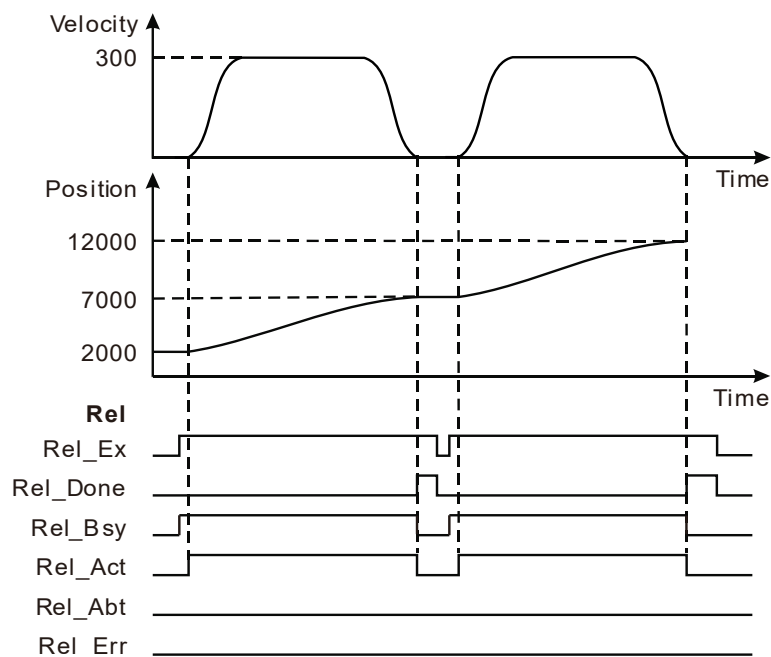 Velocity
300
Time
Position
12000
7000
2000
Time
Rel
Rel_Ex
Rel_Done
Rel_Bsy
Rel_Act
Rel_Abt
Rel_Err